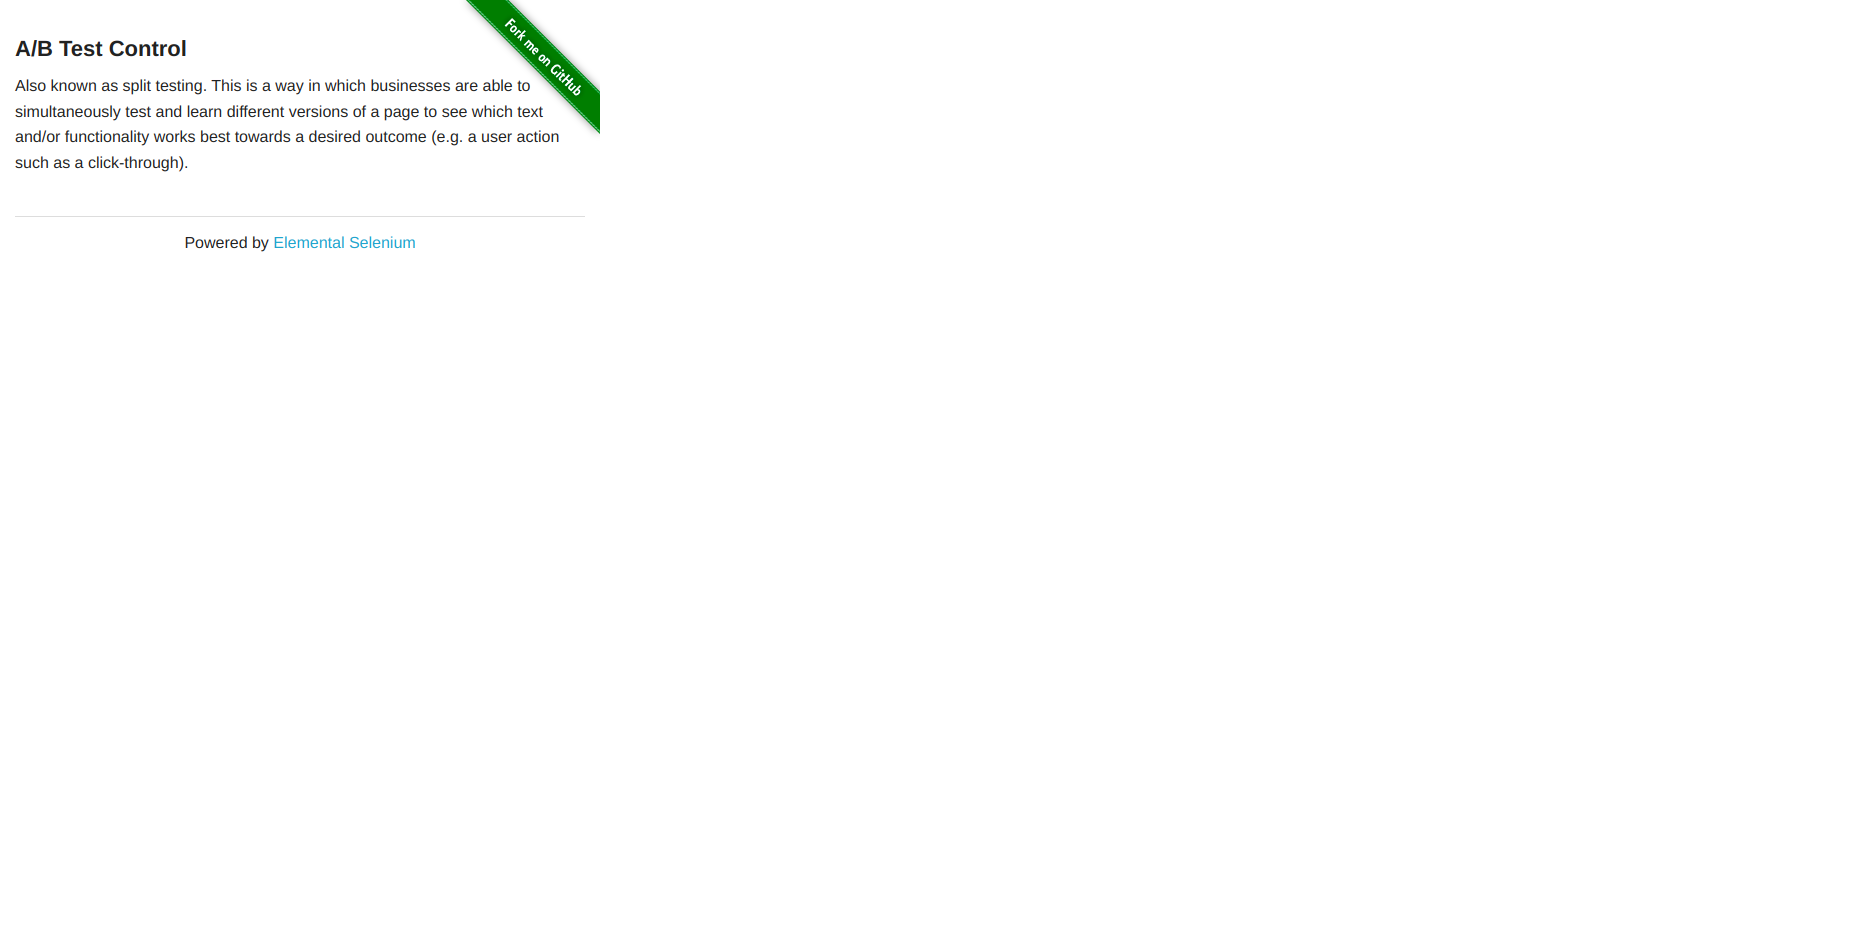 Fork me on GitHub
A/B Test Control
Also known as split testing. This is a way in which businesses are able to
simultaneously test and learn different versions of a page to see which text
and/or functionality works best towards a desired outcome (e.g. a user action
such as a click-through).
Powered by Elemental Selenium